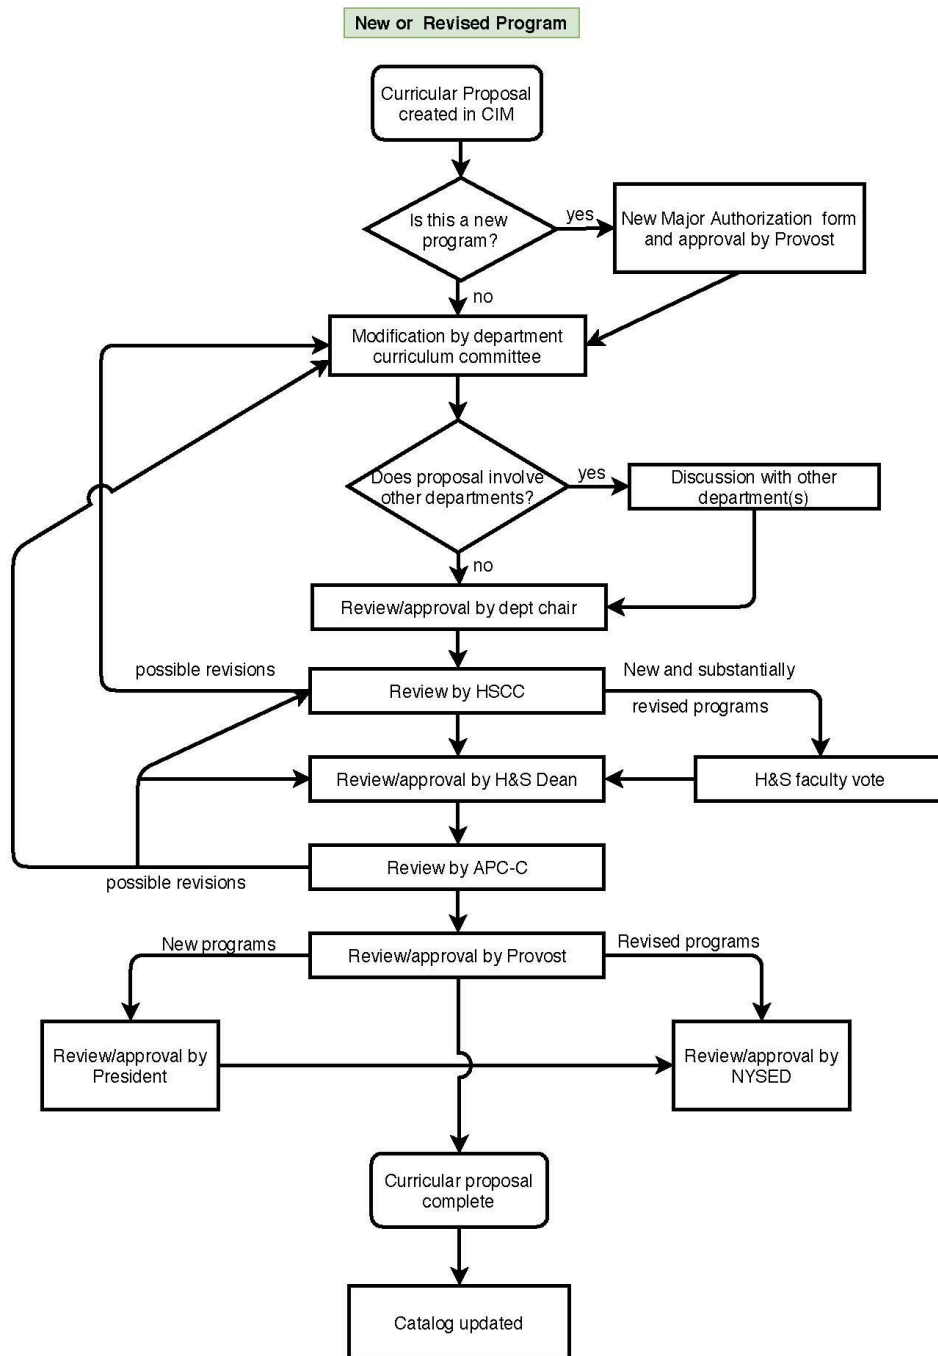 New or Revised Program
Curricular Proposal
created in CIM
Is this a new
program?
yes
New Major Authorization form
and approval by Provost
no
Modification by department
curriculum committee
Does proposal involve
other departments?
yes
Discussion with other
department(s)
no
Review/approval by dept chair
possible revisions
Review by HSCC
New and substantially
revised programs
Review/approval by H&S Dean
H&S faculty vote
Review by APC-C
possible revisions
New programs
Review/approval by Provost
Revised programs
Review/approval by
President
Review/approval by
NYSED
Curricular proposal
complete
Catalog updated